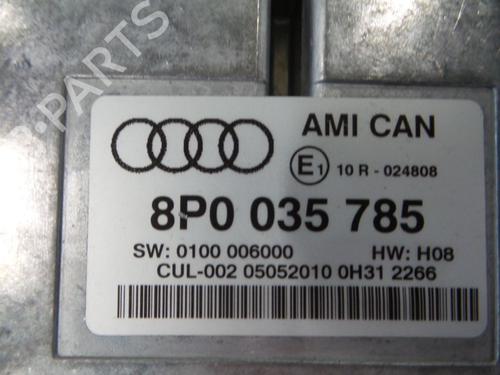 AMI CAN
E1 10 R - 024808
8P0 035 785
SW: 0100 006000 HW: H08
CUL-002 05052010 0H31 2266
B-PARTS